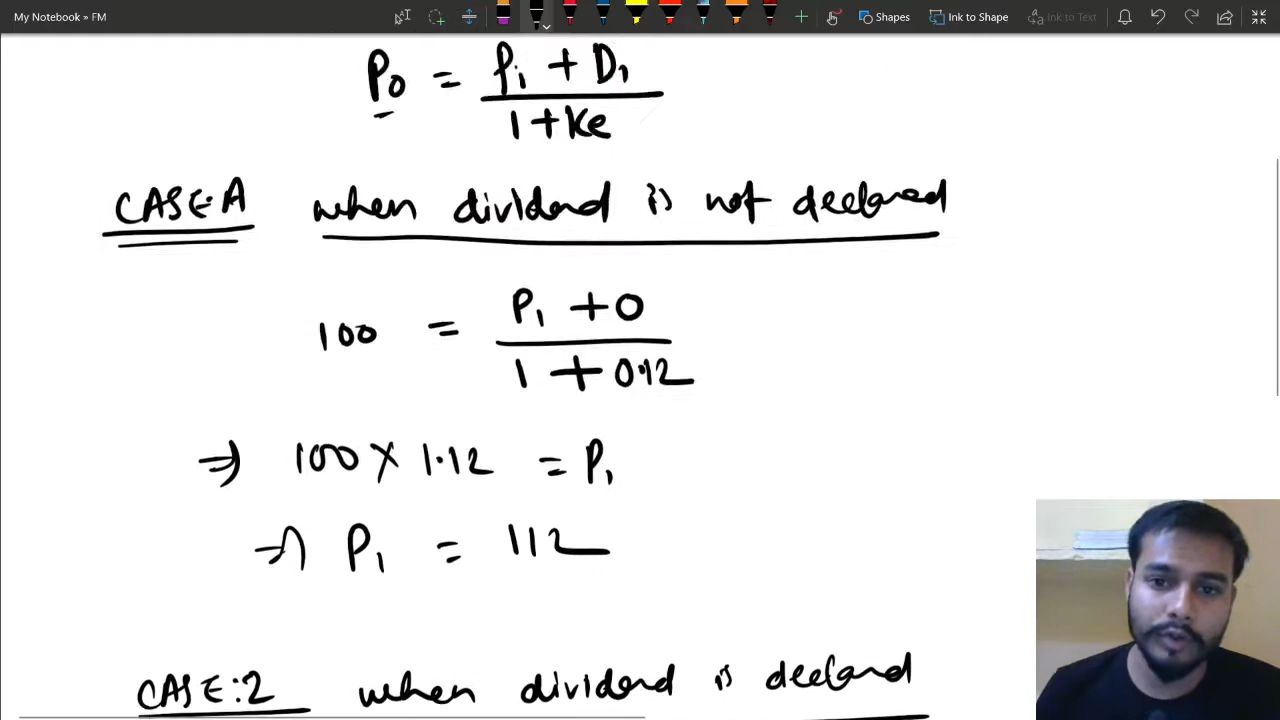 My Notebook » FM
Shapes
Ink to Shape
Ink to Text
P0 = P1 + D1
1 + Ke
CASE:A when dividend is not declared
100 = P1 + 0
1 + 0.12
⇒ 100 × 1.12 = P1
⇒ P1 = 112
CASE:2 when dividend is declared